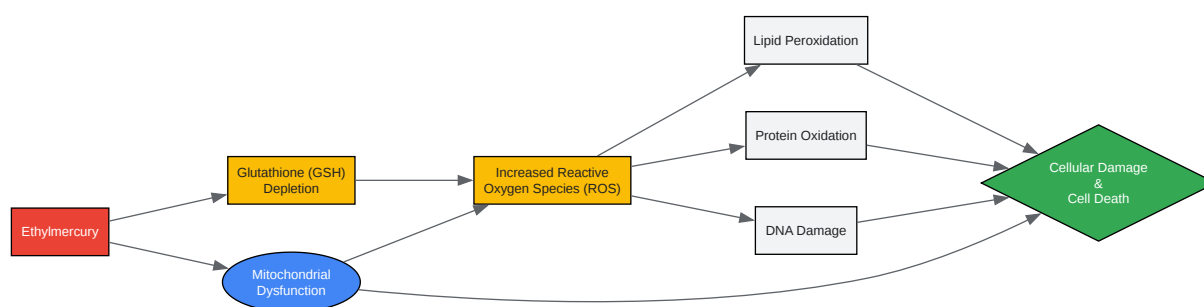 Ethylmercury
Glutathione (GSH)
Depletion
Mitochondrial
Dysfunction
Increased Reactive
Oxygen Species (ROS)
Lipid Peroxidation
Protein Oxidation
DNA Damage
Cellular Damage
&
Cell Death